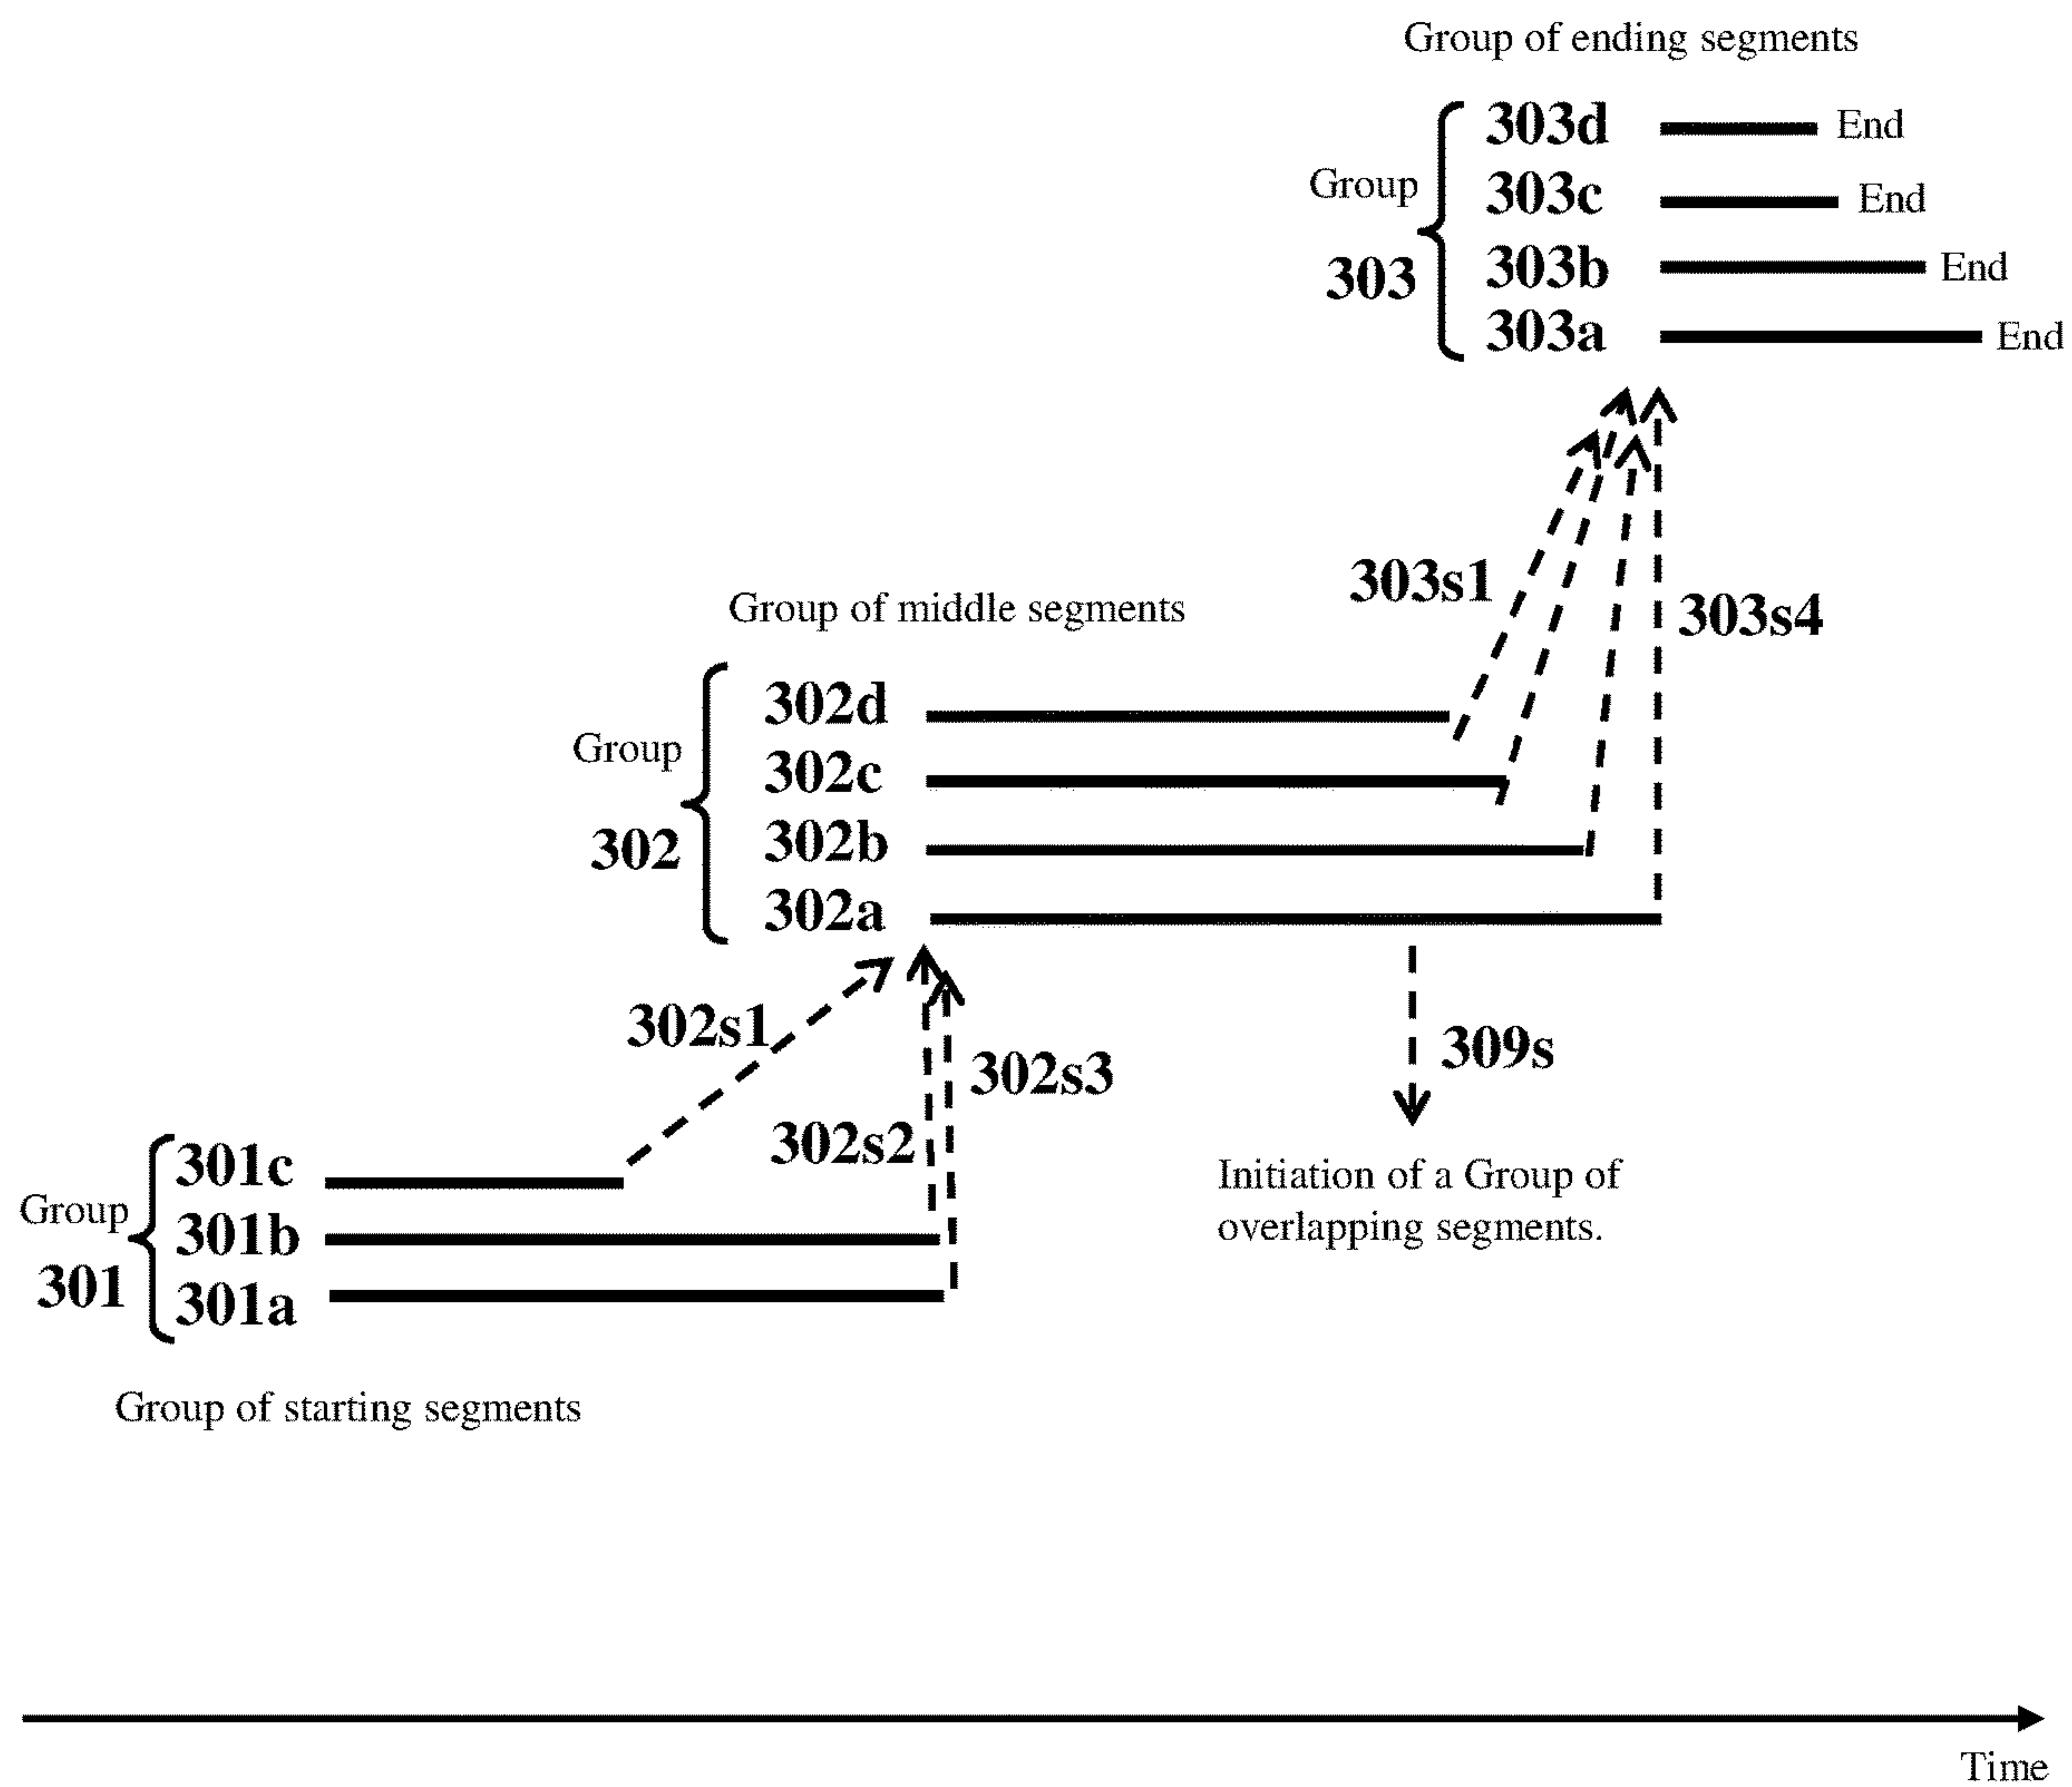 Group of ending segments
303d End
Group 303c End
303 303b End
303a End
303s1
303s4
Group of middle segments
302d
Group
302c
302 302b
302a
302s1
309s
302s3
302s2
301c
Initiation of a Group of
overlapping segments.
Group
301b
301 301a
Group of starting segments
Time